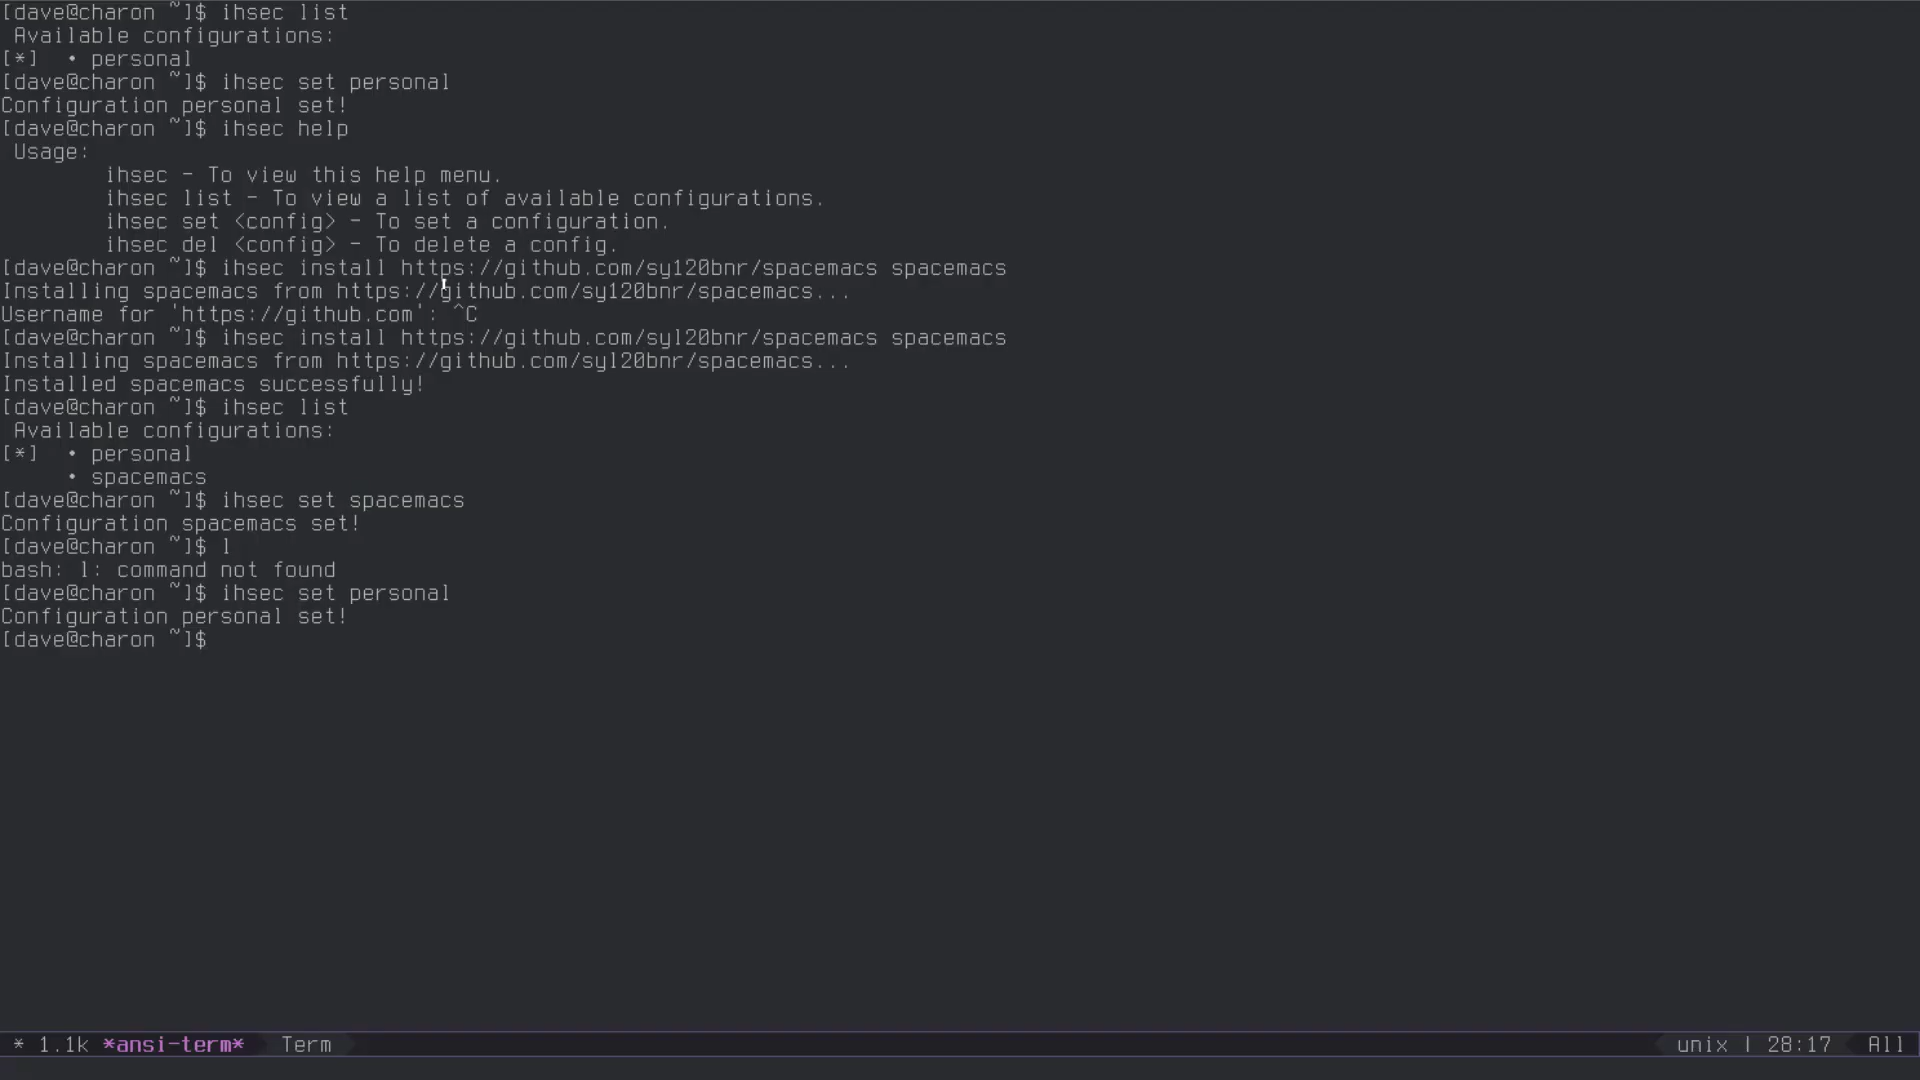 [dave@charon ~]$ ihsec list
 Available configurations:
[*]  • personal
[dave@charon ~]$ ihsec set personal
Configuration personal set!
[dave@charon ~]$ ihsec help
 Usage:
        ihsec - To view this help menu.
        ihsec list - To view a list of available configurations.
        ihsec set <config> - To set a configuration.
        ihsec del <config> - To delete a config.
[dave@charon ~]$ ihsec install https://github.com/sy120bnr/spacemacs spacemacs
Installing spacemacs from https://github.com/sy120bnr/spacemacs...
Username for 'https://github.com': ^C
[dave@charon ~]$ ihsec install https://github.com/syl20bnr/spacemacs spacemacs
Installing spacemacs from https://github.com/syl20bnr/spacemacs...
Installed spacemacs successfully!
[dave@charon ~]$ ihsec list
 Available configurations:
[*]  • personal
     • spacemacs
[dave@charon ~]$ ihsec set spacemacs
Configuration spacemacs set!
[dave@charon ~]$ l
bash: l: command not found
[dave@charon ~]$ ihsec set personal
Configuration personal set!
[dave@charon ~]$
* 1.1k *ansi-term* Term unix | 28:17 All